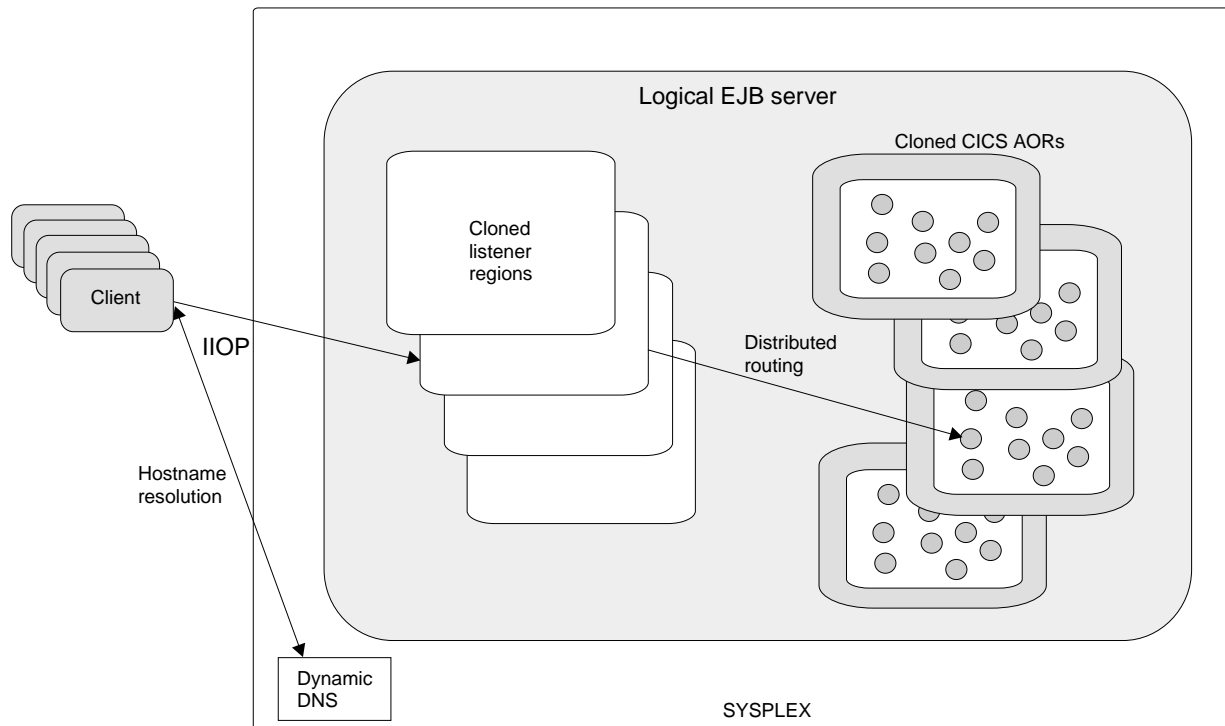 Logical EJB server
Cloned CICS AORs
Cloned
listener
regions
Client
IIOP
Distributed
routing
Hostname
resolution
Dynamic
DNS
SYSPLEX